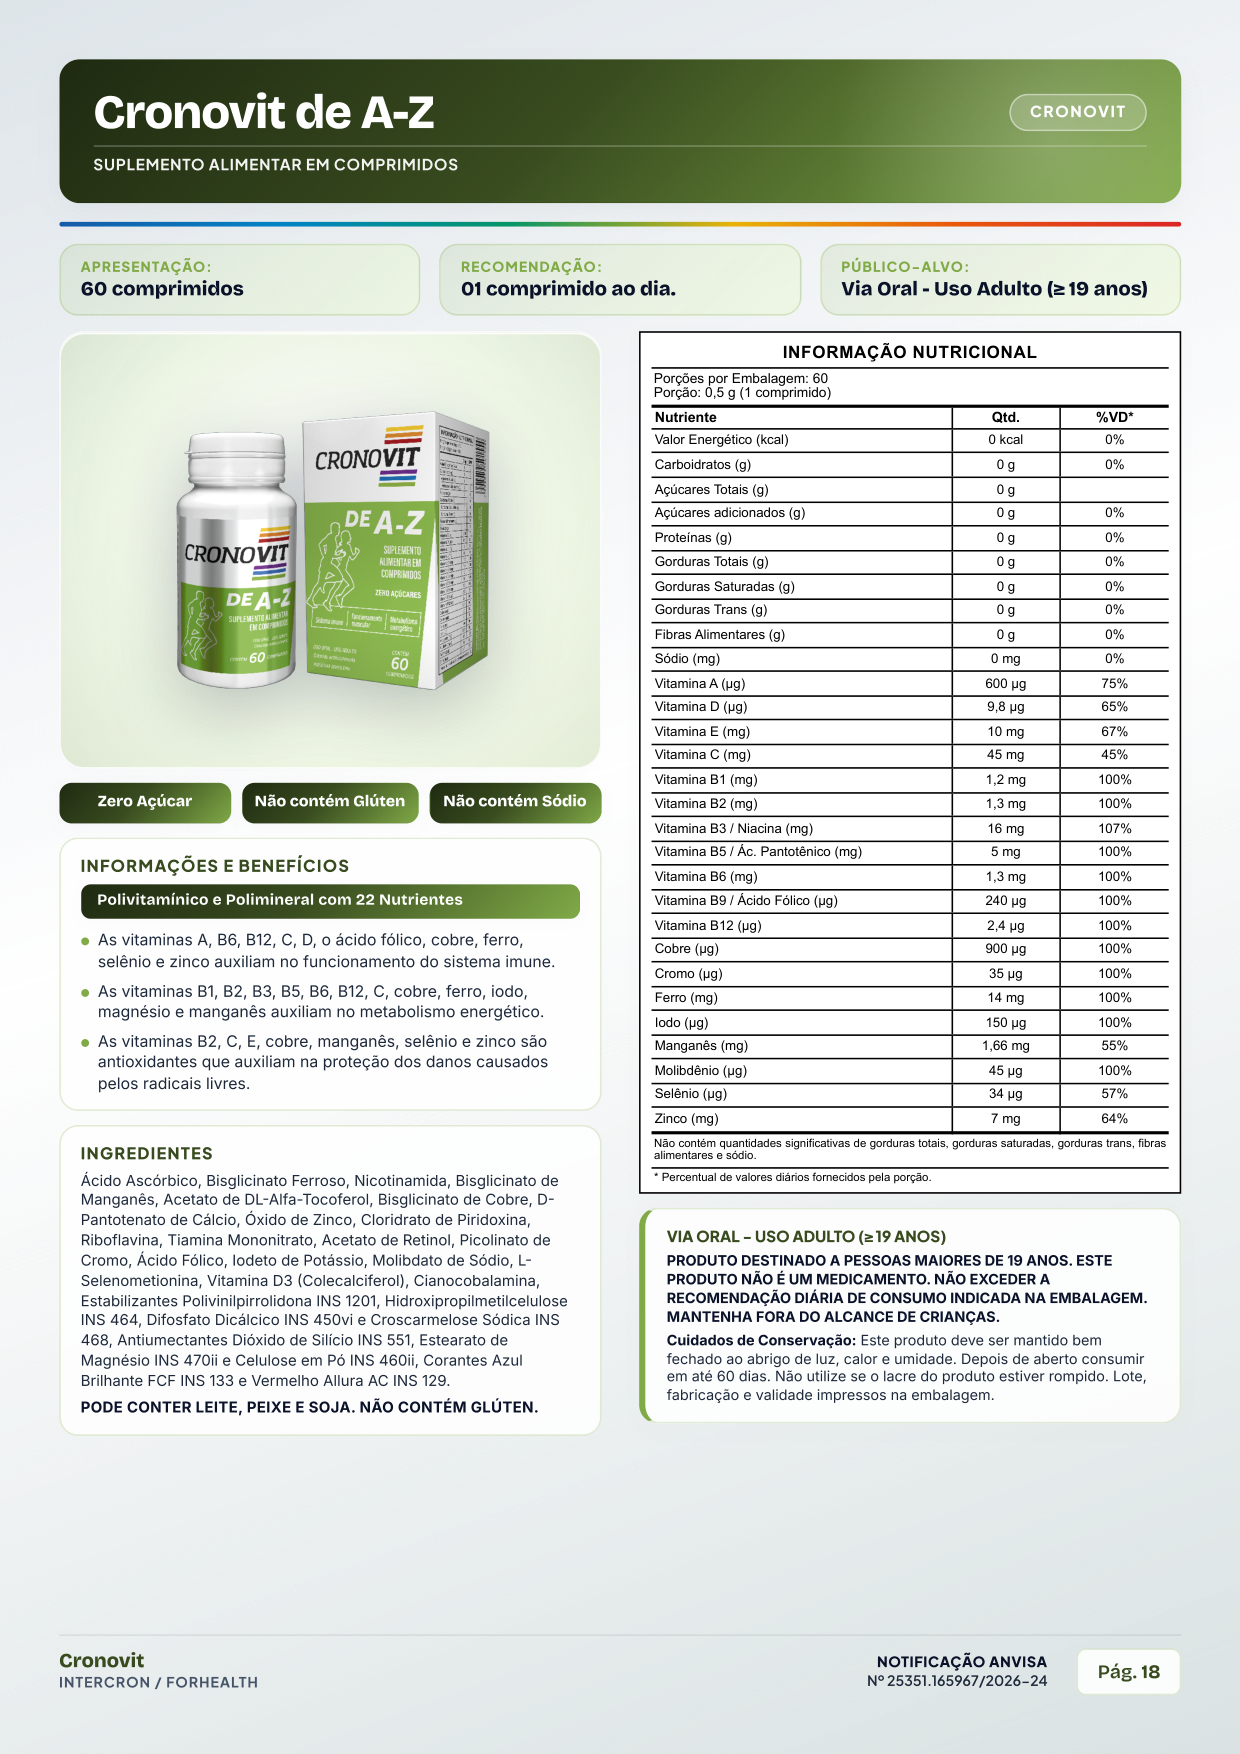 Cronovit de A-Z
CRONOVIT
SUPLEMENTO ALIMENTAR EM COMPRIMIDOS
APRESENTAÇÃO:
60 comprimidos
RECOMENDAÇÃO:
01 comprimido ao dia.
PÚBLICO-ALVO:
Via Oral - Uso Adulto (≥ 19 anos)
CRONOVIT
DE A-Z
SUPLEMENTO ALIMENTAR
EM COMPRIMIDOS
60
CRONOVIT
DE A-Z
SUPLEMENTO
ALIMENTAR EM
COMPRIMIDOS
ZERO AÇÚCARES
Sistema imune
Funcionamento
muscular
Metabolismo
energético
CONTÉM
60
COMPRIMIDOS
Zero Açúcar
Não contém Glúten
Não contém Sódio
INFORMAÇÕES E BENEFÍCIOS
Polivitamínico e Polimineral com 22 Nutrientes
As vitaminas A, B6, B12, C, D, o ácido fólico, cobre, ferro,
selênio e zinco auxiliam no funcionamento do sistema imune.
As vitaminas B1, B2, B3, B5, B6, B12, C, cobre, ferro, iodo,
magnésio e manganês auxiliam no metabolismo energético.
As vitaminas B2, C, E, cobre, manganês, selênio e zinco são
antioxidantes que auxiliam na proteção dos danos causados
pelos radicais livres.
INGREDIENTES
Ácido Ascórbico, Bisglicinato Ferroso, Nicotinamida, Bisglicinato de
Manganês, Acetato de DL-Alfa-Tocoferol, Bisglicinato de Cobre, D-
Pantotenato de Cálcio, Óxido de Zinco, Cloridrato de Piridoxina,
Riboflavina, Tiamina Mononitrato, Acetato de Retinol, Picolinato de
Cromo, Ácido Fólico, Iodeto de Potássio, Molibdato de Sódio, L-
Selenometionina, Vitamina D3 (Colecalciferol), Cianocobalamina,
Estabilizantes Polivinilpirrolidona INS 1201, Hidroxipropilmetilcelulose
INS 464, Difosfato Dicálcico INS 450vi e Croscarmelose Sódica INS
468, Antiumectantes Dióxido de Silício INS 551, Estearato de
Magnésio INS 470ii e Celulose em Pó INS 460ii, Corantes Azul
Brilhante FCF INS 133 e Vermelho Allura AC INS 129.
PODE CONTER LEITE, PEIXE E SOJA. NÃO CONTÉM GLÚTEN.
INFORMAÇÃO NUTRICIONAL
Porções por Embalagem: 60
Porção: 0,5 g (1 comprimido)
Nutriente Qtd. %VD*
Valor Energético (kcal) 0 kcal 0%
Carboidratos (g) 0 g 0%
Açúcares Totais (g) 0 g
Açúcares adicionados (g) 0 g 0%
Proteínas (g) 0 g 0%
Gorduras Totais (g) 0 g 0%
Gorduras Saturadas (g) 0 g 0%
Gorduras Trans (g) 0 g 0%
Fibras Alimentares (g) 0 g 0%
Sódio (mg) 0 mg 0%
Vitamina A (µg) 600 µg 75%
Vitamina D (µg) 9,8 µg 65%
Vitamina E (mg) 10 mg 67%
Vitamina C (mg) 45 mg 45%
Vitamina B1 (mg) 1,2 mg 100%
Vitamina B2 (mg) 1,3 mg 100%
Vitamina B3 / Niacina (mg) 16 mg 107%
Vitamina B5 / Ác. Pantotênico (mg) 5 mg 100%
Vitamina B6 (mg) 1,3 mg 100%
Vitamina B9 / Ácido Fólico (µg) 240 µg 100%
Vitamina B12 (µg) 2,4 µg 100%
Cobre (µg) 900 µg 100%
Cromo (µg) 35 µg 100%
Ferro (mg) 14 mg 100%
Iodo (µg) 150 µg 100%
Manganês (mg) 1,66 mg 55%
Molibdênio (µg) 45 µg 100%
Selênio (µg) 34 µg 57%
Zinco (mg) 7 mg 64%
Não contém quantidades significativas de gorduras totais, gorduras saturadas, gorduras trans, fibras
alimentares e sódio.
* Percentual de valores diários fornecidos pela porção.
VIA ORAL – USO ADULTO (≥ 19 ANOS)
PRODUTO DESTINADO A PESSOAS MAIORES DE 19 ANOS. ESTE
PRODUTO NÃO É UM MEDICAMENTO. NÃO EXCEDER A
RECOMENDAÇÃO DIÁRIA DE CONSUMO INDICADA NA EMBALAGEM.
MANTENHA FORA DO ALCANCE DE CRIANÇAS.
Cuidados de Conservação: Este produto deve ser mantido bem
fechado ao abrigo de luz, calor e umidade. Depois de aberto consumir
em até 60 dias. Não utilize se o lacre do produto estiver rompido. Lote,
fabricação e validade impressos na embalagem.
Cronovit
INTERCRON / FORHEALTH
NOTIFICAÇÃO ANVISA
Nº 25351.165967/2026-24
Pág. 18